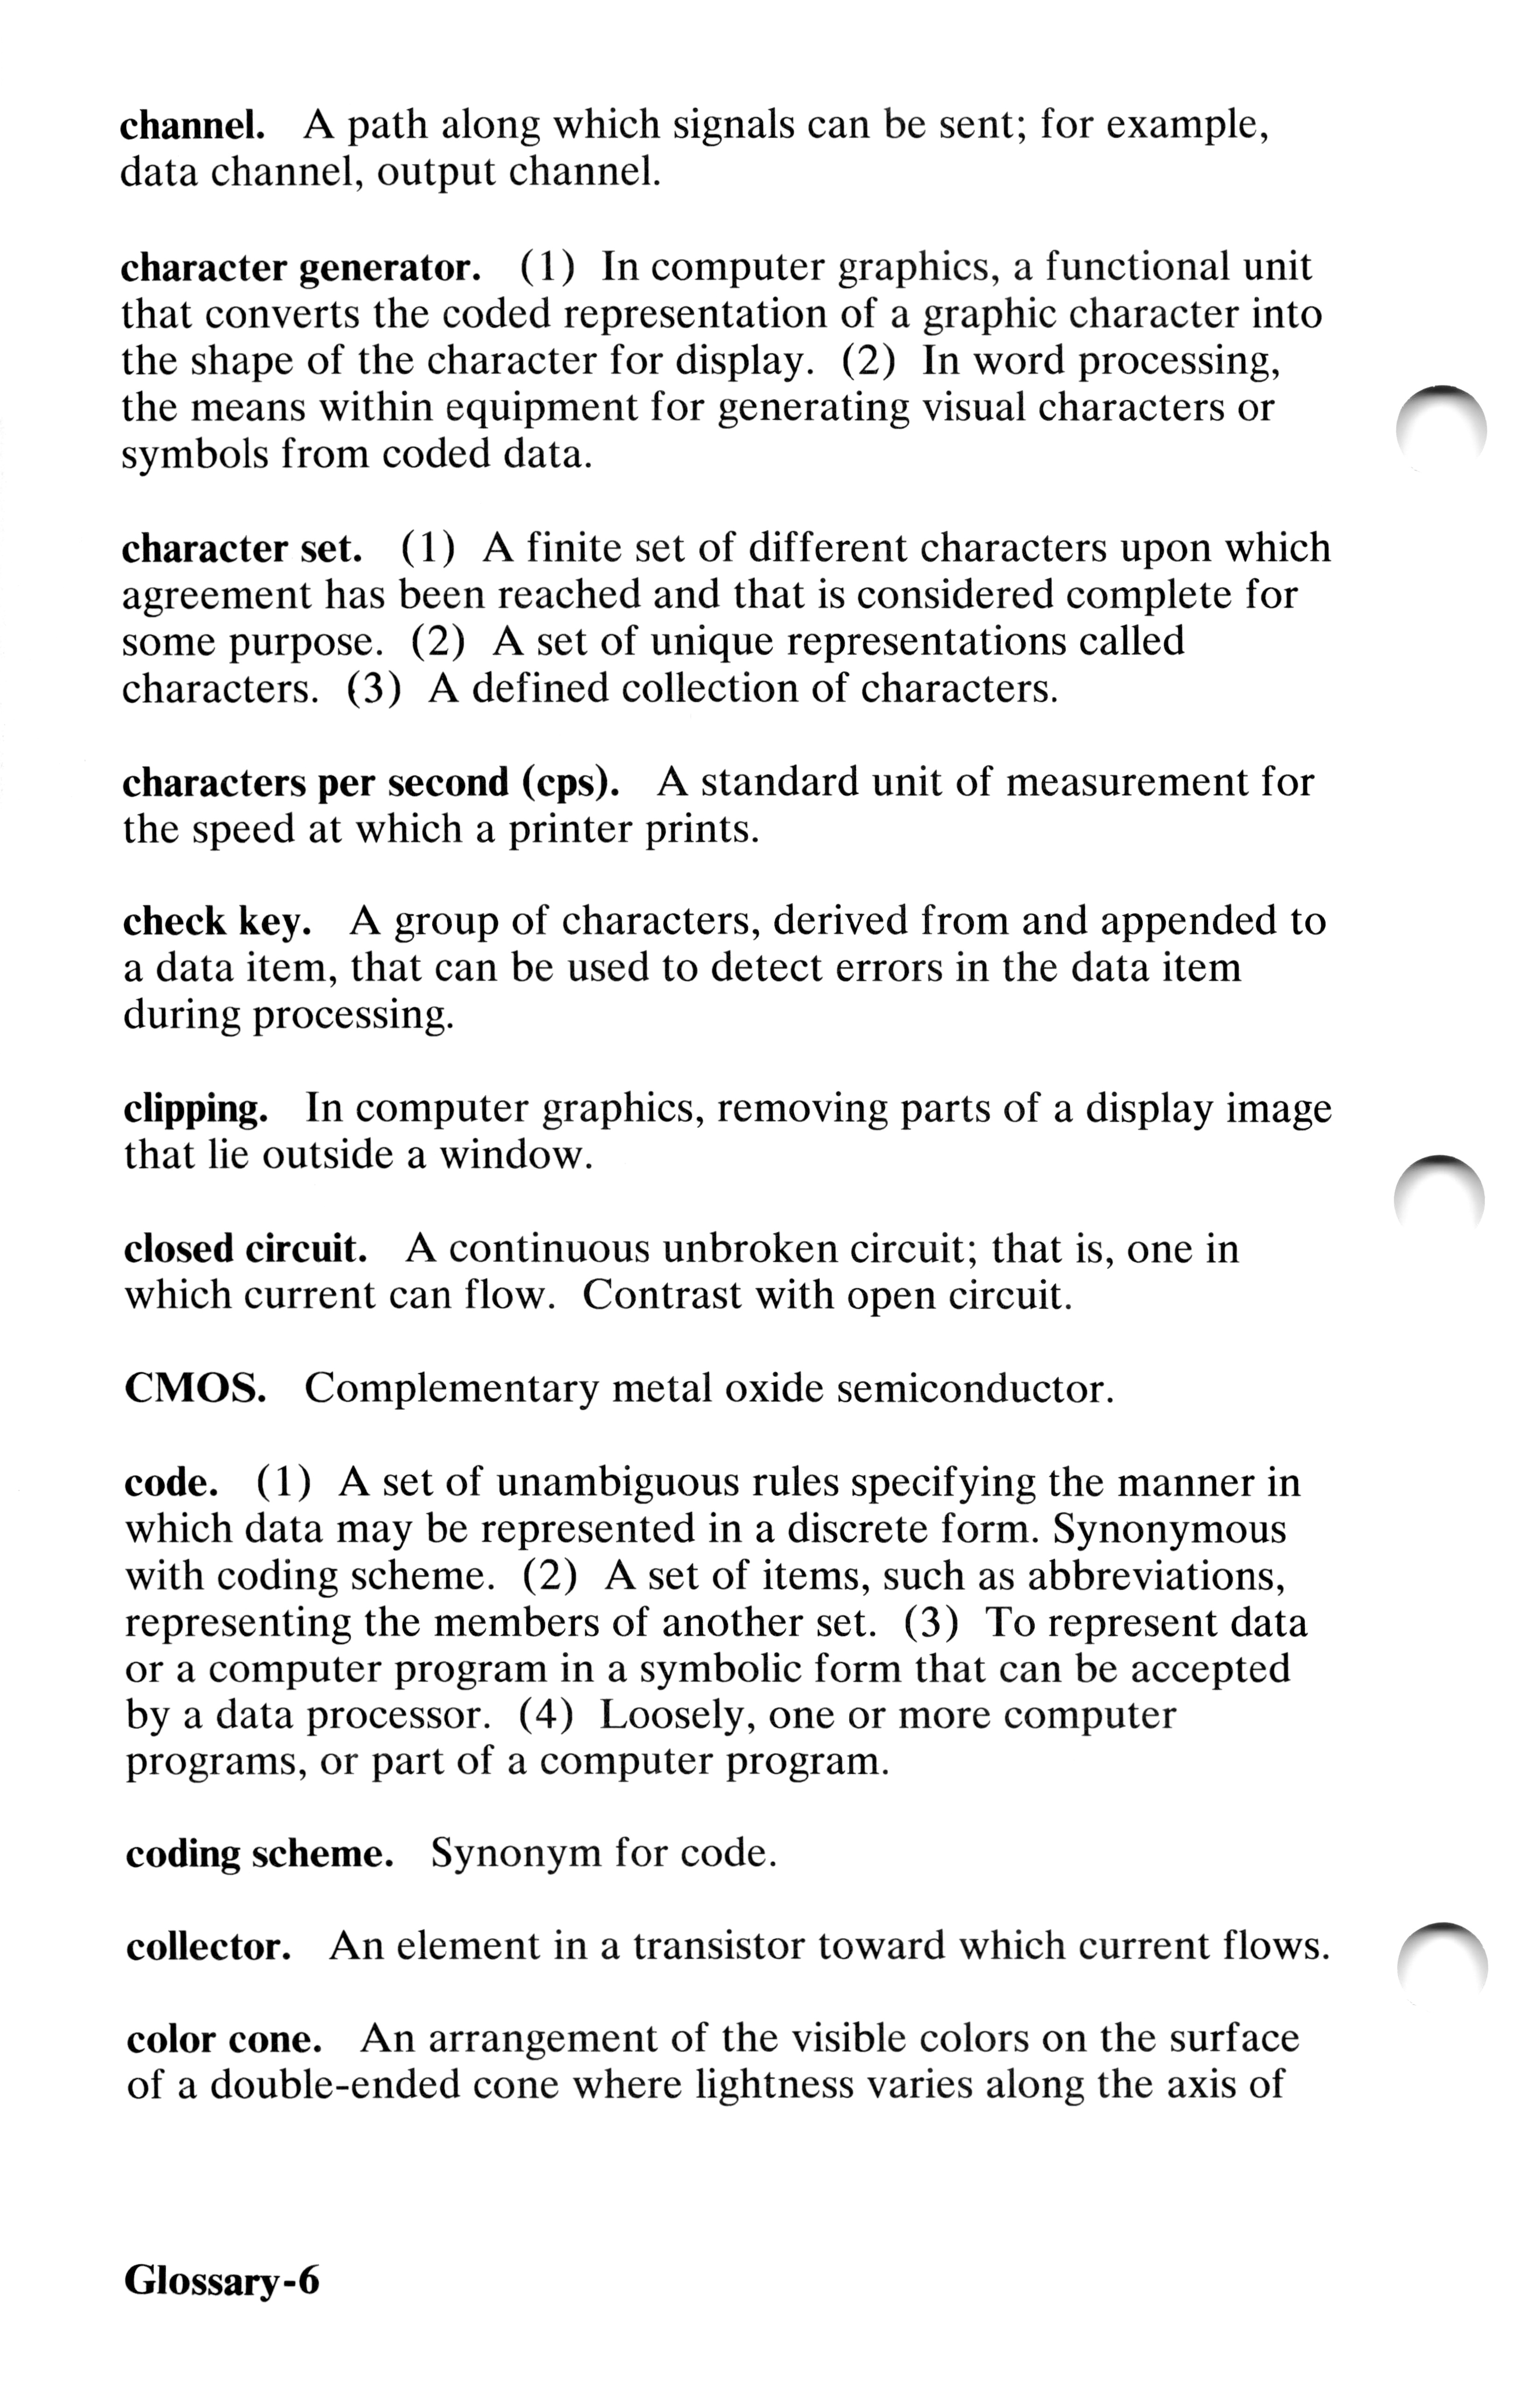 channel. A path along which signals can be sent; for example,
data channel, output channel.
character generator. (1) In computer graphics, a functional unit
that converts the coded representation of a graphic character into
the shape of the character for display. (2) In word processing,
the means within equipment for generating visual characters or
symbols from coded data.
character set. (1) A finite set of different characters upon which
agreement has been reached and that is considered complete for
some purpose. (2) A set of unique representations called
characters. (3) A defined collection of characters.
characters per second (cps). A standard unit of measurement for
the speed at which a printer prints.
check key. A group of characters, derived from and appended to
a data item, that can be used to detect errors in the data item
during processing.
clipping. In computer graphics, removing parts of a display image
that lie outside a window.
closed circuit. A continuous unbroken circuit; that is, one in
which current can flow. Contrast with open circuit.
CMOS. Complementary metal oxide semiconductor.
code. (1) A set of unambiguous rules specifying the manner in
which data may be represented in a discrete form. Synonymous
with coding scheme. (2) A set of items, such as abbreviations,
representing the members of another set. (3) To represent data
or a computer program in a symbolic form that can be accepted
by a data processor. (4) Loosely, one or more computer
programs, or part of a computer program.
coding scheme. Synonym for code.
collector. An element in a transistor toward which current flows.
color cone. An arrangement of the visible colors on the surface
of a double-ended cone where lightness varies along the axis of
Glossary-6